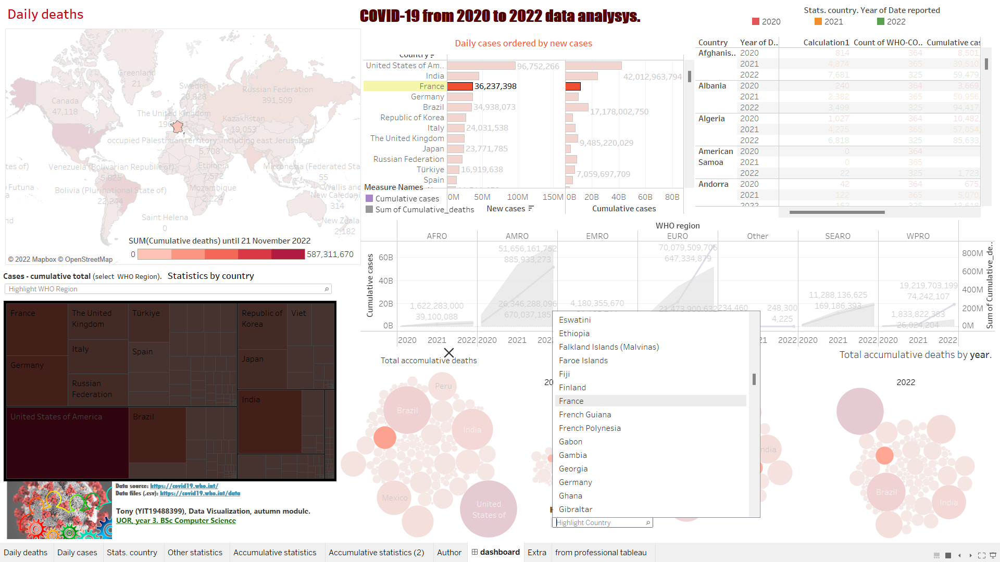 Daily deaths
COVID-19 from 2020 to 2022 data analysys.
Stats. country. Year of Date reported
2020
2021
2022
Greenland
21
Sweden
20,928
Russian Federation
391,509
Canada
47,118
The United Kingdom
Kazakhstan
19,053
occupied Palestinian territory, including east Jerusalem
5,708
Venezuela (Bolivarian Republic of)
5,825
Ethiopia
7,572
Micronesia (Federated Sta
55
tes of)
Futuna
a
Bolivia (Plurinational State of)
22,244
Mozambique
2,224
Wallis and
New Caledoni
314
Saint Helena
0
New Zeala
2,182
nd
SUM(Cumulative deaths) until 21 November 2022
0
587,311,670
© 2022 Mapbox © OpenStreetMap
Daily cases ordered by new cases
Country
United States of Am..
96,752,266
India
42,012,963,794
France
36,237,398
Germany
Brazil
34,938,073
17,178,002,750
Republic of Korea
Italy
24,031,538
The United Kingdom
9,485,220,029
Japan
23,771,785
Russian Federation
Türkiye
16,919,638
7,059,697,709
Spain
0M 50M 100M 150M 0B 20B 40B 60B 80B
New cases
Cumulative cases
Measure Names
Cumulative cases
Sum of Cumulative_deaths
Country Year of D.. Calculation1 Count of WHO-CO.. Cumulative cas
Afghanis.. 2020 814 364 8,501,
2021 4,874 365 39,510,
2022 7,681 325 59,479,
Albania 2020 240 364 3,669,
2021 2,382 365 50,956,
2022 3,499 325 94,417,
Algeria 2020 1,027 364 10,482,
2021 4,275 365 57,054,
2022 6,818 325 85,633,
American 2020 0 364
Samoa 2021 0 365
2022 22 325 1,723,
Andorra 2020 42 364 675,
2021 122 365 5,070,
2022 152 325 13,618
WHO region
AFRO AMRO EMRO EURO Other SEARO WPRO
Cumulative cases
60B
40B
20B
0B
1,622,283,000
39,100,088
51,656,161,752
885,933,273
26,346,288,096
670,037,185
4,180,355,670
70,079,509,706
647,334,879
21,473,900,632
234,460
248,300
4,225
11,288,136,625
169,186,393
19,219,703,199
74,242,107
1,833,822,383
26,024,204
800M
600M
400M
200M
0M
Sum of Cumulative_de..
2020 2021 2022 2020 2021 202
21 2022 2020 2021 2022 2020 2021 2022
Cases - cumulative total (select WHO Region). Statistics by country
Highlight WHO Region
France
The United
Kingdom
Türkiye
Republic of
Korea
Viet
Italy
Spain
Germany
Japan
Russian
Federation
India
United States of America
Brazil
Data source: https://covid19.who.int/
Data files (.csv): https://covid19.who.int/data
Tony (YIT19488399), Data Visualization, autumn module.
UOR, year 3. BSc Computer Science
Total accomulative deaths
Total accumulative deaths by year.
Peru
Brazil
India
Mexico
United
States of
20
ndia
2022
Brazil
India
Eswatini
Ethiopia
Falkland Islands (Malvinas)
Faroe Islands
Fiji
Finland
France
French Guiana
French Polynesia
Gabon
Gambia
Georgia
Germany
Ghana
Gibraltar
Highlight Country
Daily deaths Daily cases Stats. country Other statistics Accumulative statistics Accumulative statistics (2) Author dashboard Extra from professional tableau